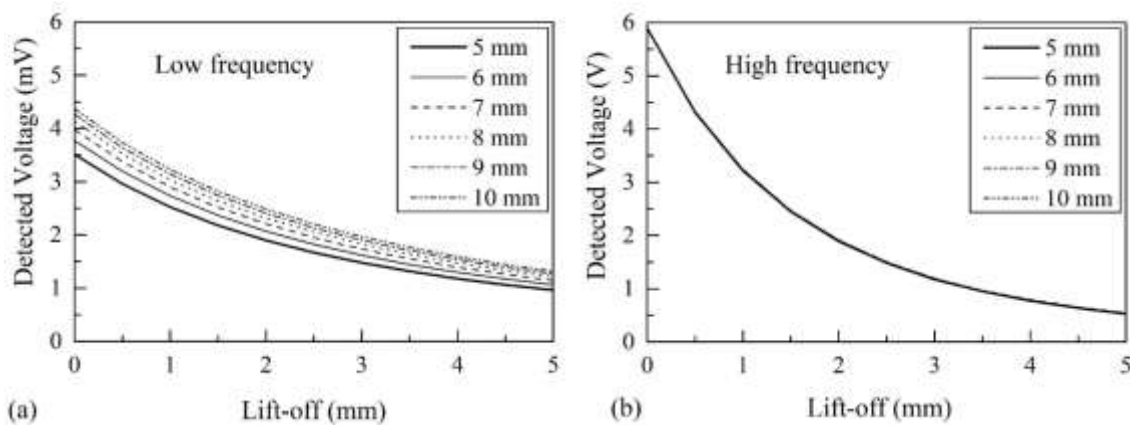 6
5
4
3
2
1
0
Detected Voltage (mV)
Low frequency
5 mm
6 mm
7 mm
8 mm
9 mm
10 mm
0 1 2 3 4 5
Lift-off (mm)
(a)
6
5
4
3
2
1
0
Detected Voltage (V)
High frequency
5 mm
6 mm
7 mm
8 mm
9 mm
10 mm
0 1 2 3 4 5
Lift-off (mm)
(b)